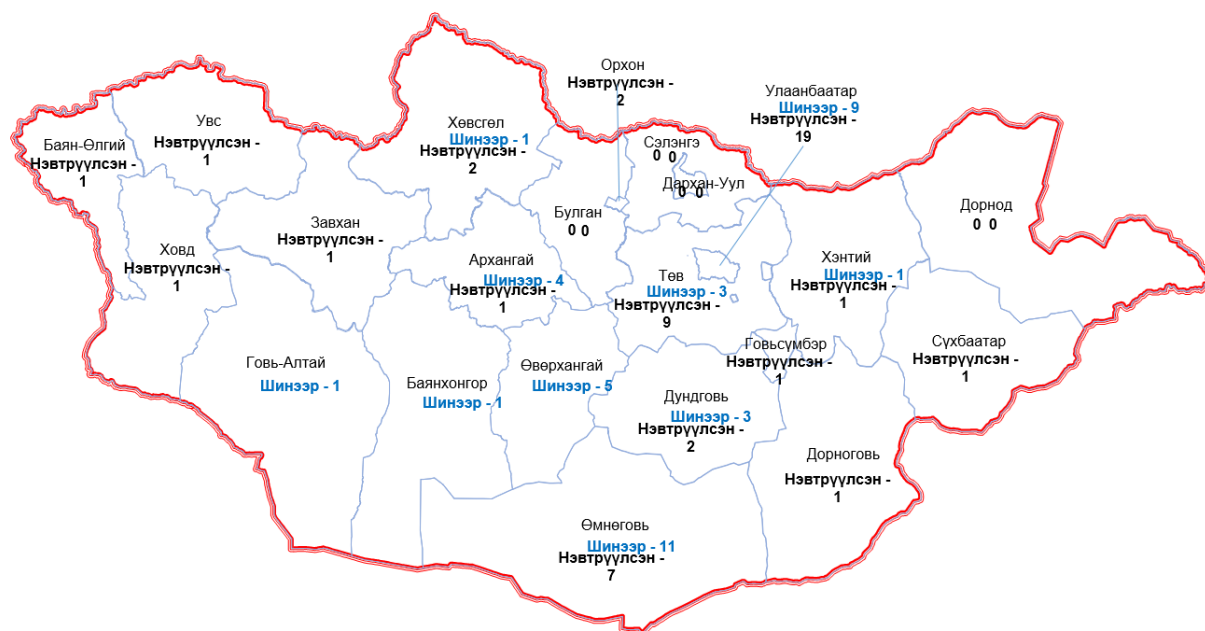 Орхон
Нэвтрүүлсэн -
2
Улаанбаатар
Шинээр - 9
Нэвтрүүлсэн -
19
Увс
Нэвтрүүлсэн -
1
Хөвсгөл
Шинээр - 1
Нэвтрүүлсэн -
2
Сэлэнгэ
0 0
Баян-Өлгий
Нэвтрүүлсэн -
1
Дархан-Уул
0 0
Завхан
Нэвтрүүлсэн -
1
Булган
0 0
Дорнод
0 0
Ховд
Нэвтрүүлсэн -
1
Архангай
Шинээр - 4
Нэвтрүүлсэн -
1
Төв
Шинээр - 3
Нэвтрүүлсэн -
9
Хэнтий
Шинээр - 1
Нэвтрүүлсэн -
1
Говь-Алтай
Шинээр - 1
Баянхонгор
Шинээр - 1
Өвөрхангай
Шинээр - 5
Говьсүмбэр
Нэвтрүүлсэн -
1
Сүхбаатар
Нэвтрүүлсэн -
1
Дундговь
Шинээр - 3
Нэвтрүүлсэн -
2
Дорноговь
Нэвтрүүлсэн -
1
Өмнөговь
Шинээр - 11
Нэвтрүүлсэн -
7